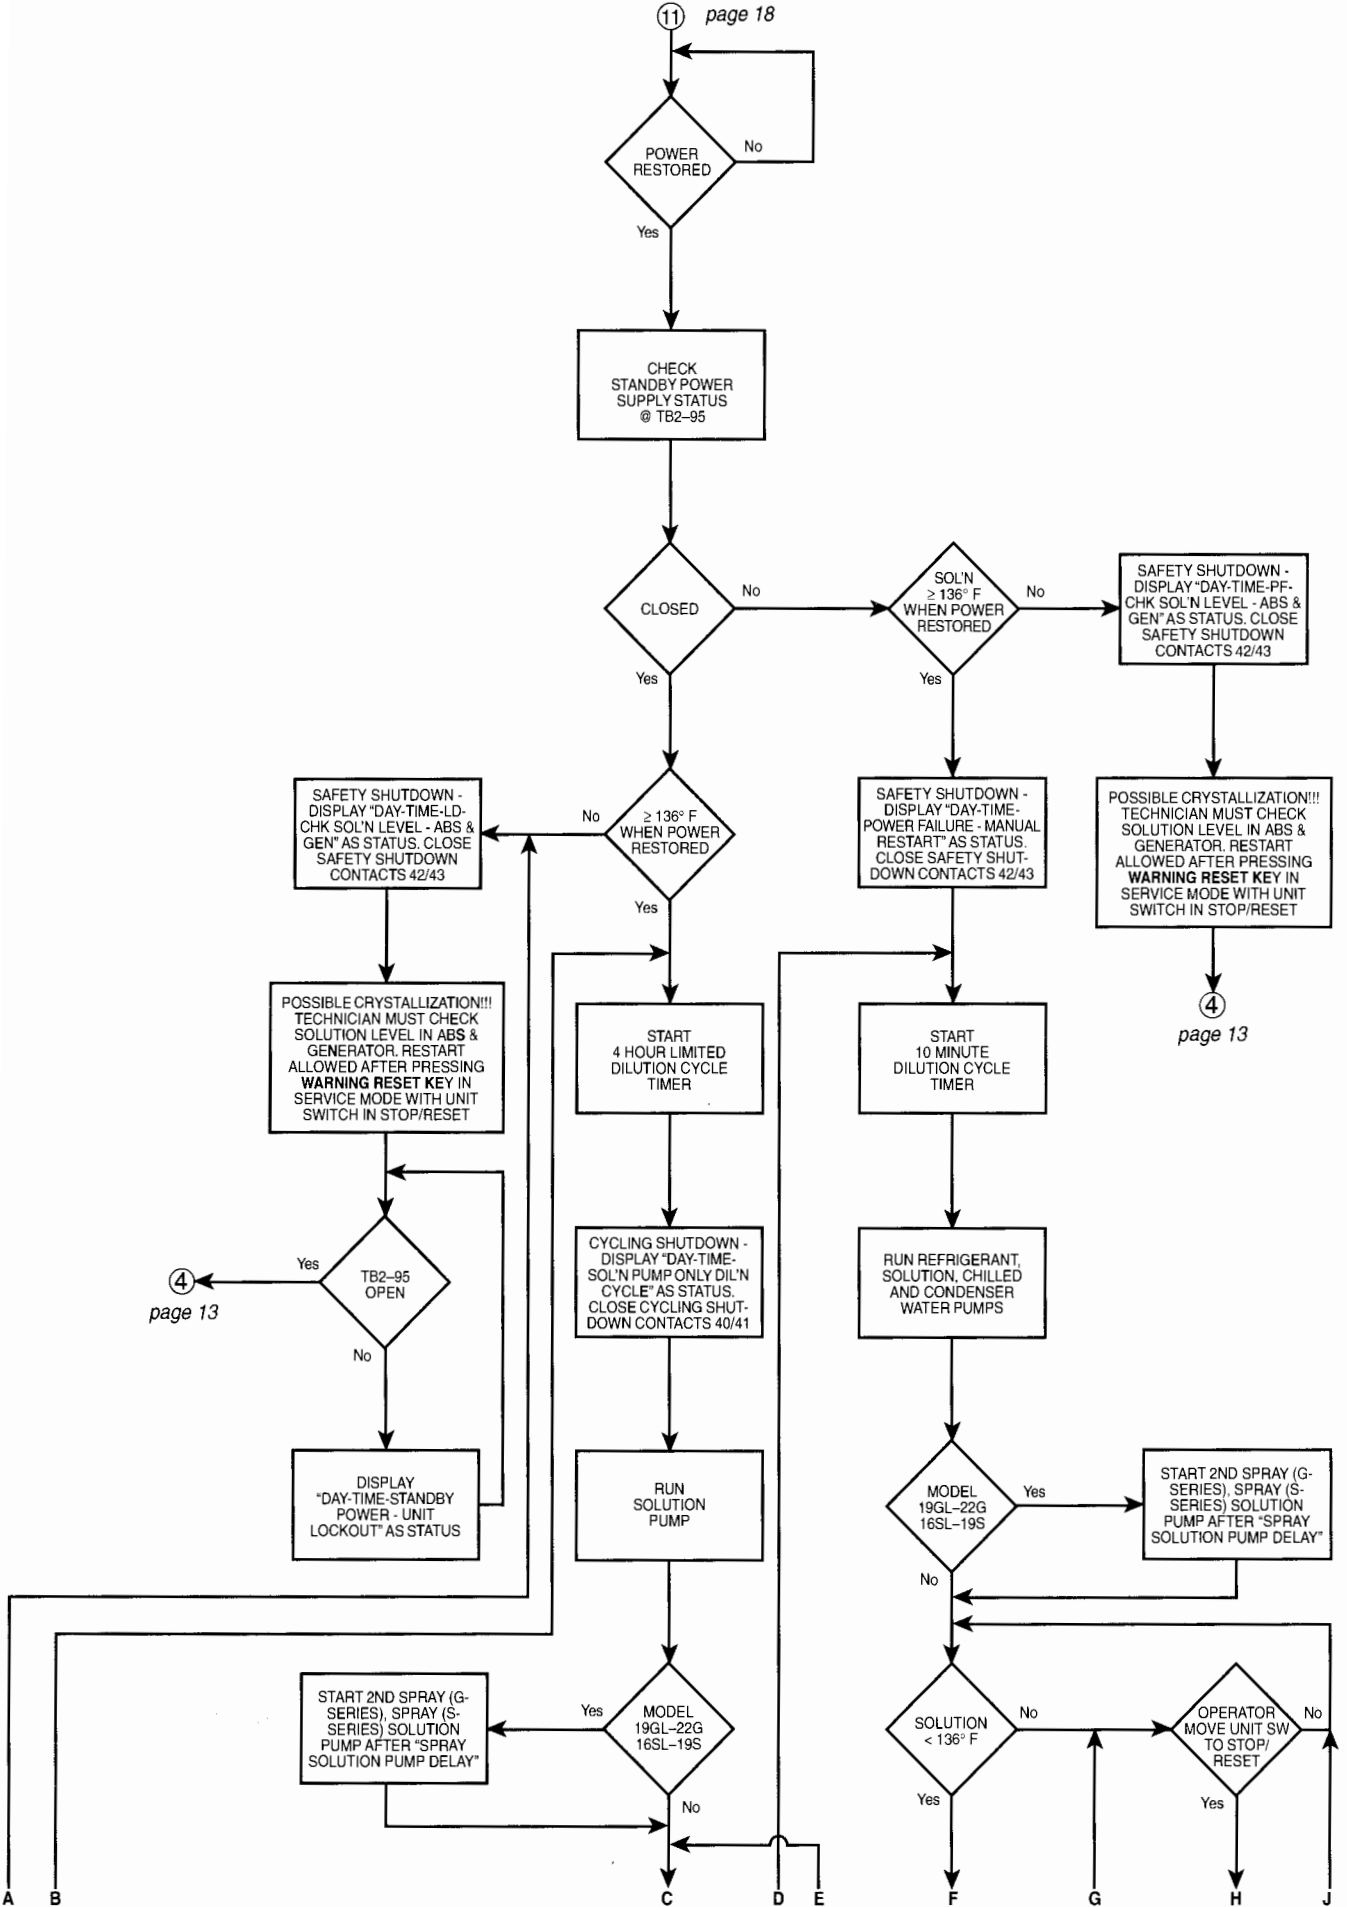 11 page 18
No
POWER
RESTORED
Yes
CHECK
STANDBY POWER
SUPPLY STATUS
@ TB2–95
CLOSED
No
Yes
SOL'N
≥ 136° F
WHEN POWER
RESTORED
No
Yes
SAFETY SHUTDOWN -
DISPLAY “DAY-TIME-PF-
CHK SOL'N LEVEL - ABS &
GEN” AS STATUS. CLOSE
SAFETY SHUTDOWN
CONTACTS 42/43
SAFETY SHUTDOWN -
DISPLAY “DAY-TIME-LD-
CHK SOL'N LEVEL - ABS &
GEN” AS STATUS. CLOSE
SAFETY SHUTDOWN
CONTACTS 42/43
No
≥ 136° F
WHEN POWER
RESTORED
Yes
SAFETY SHUTDOWN -
DISPLAY “DAY-TIME-
POWER FAILURE - MANUAL
RESTART” AS STATUS.
CLOSE SAFETY SHUT-
DOWN CONTACTS 42/43
POSSIBLE CRYSTALLIZATION!!!
TECHNICIAN MUST CHECK
SOLUTION LEVEL IN ABS &
GENERATOR. RESTART
ALLOWED AFTER PRESSING
WARNING RESET KEY IN
SERVICE MODE WITH UNIT
SWITCH IN STOP/RESET
4
page 13
POSSIBLE CRYSTALLIZATION!!!
TECHNICIAN MUST CHECK
SOLUTION LEVEL IN ABS &
GENERATOR. RESTART
ALLOWED AFTER PRESSING
WARNING RESET KEY IN
SERVICE MODE WITH UNIT
SWITCH IN STOP/RESET
START
4 HOUR LIMITED
DILUTION CYCLE
TIMER
START
10 MINUTE
DILUTION CYCLE
TIMER
Yes
4
page 13
TB2–95
OPEN
No
CYCLING SHUTDOWN -
DISPLAY “DAY-TIME-
SOL'N PUMP ONLY DIL'N
CYCLE” AS STATUS.
CLOSE CYCLING SHUT-
DOWN CONTACTS 40/41
RUN REFRIGERANT,
SOLUTION, CHILLED
AND CONDENSER
WATER PUMPS
DISPLAY
“DAY-TIME-STANDBY
POWER - UNIT
LOCKOUT” AS STATUS
RUN
SOLUTION
PUMP
MODEL
19GL–22G
16SL–19S
Yes
No
START 2ND SPRAY (G-
SERIES), SPRAY (S-
SERIES) SOLUTION
PUMP AFTER “SPRAY
SOLUTION PUMP DELAY”
START 2ND SPRAY (G-
SERIES), SPRAY (S-
SERIES) SOLUTION
PUMP AFTER “SPRAY
SOLUTION PUMP DELAY”
Yes
MODEL
19GL–22G
16SL–19S
No
SOLUTION
< 136° F
No
Yes
OPERATOR
MOVE UNIT SW
TO STOP/
RESET
No
Yes
A B C D E F G H J